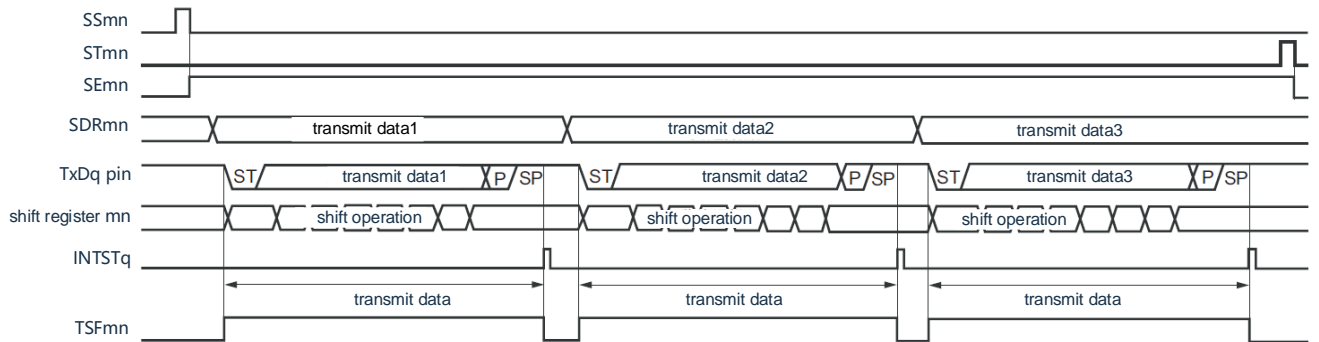 SSmn
STmn
SEmn
SDRmn transmit data1 transmit data2 transmit data3
TxDq pin ST transmit data1 P SP ST transmit data2 P SP ST transmit data3 P SP
shift register mn shift operation shift operation shift operation
INTSTq
transmit data transmit data transmit data
TSFmn